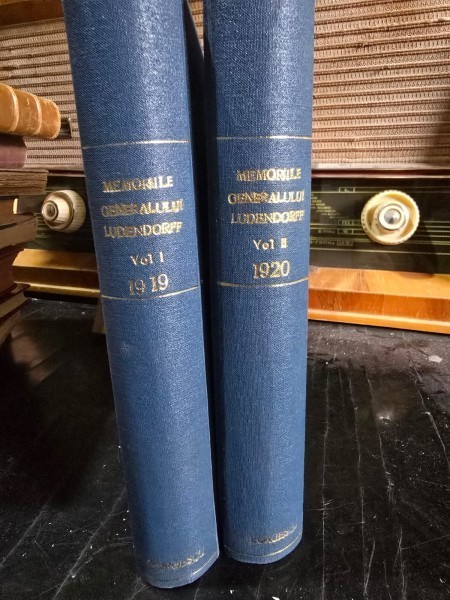 MEMORIILE
GENERALULUI
LUDENDORFF
Vol I
1919
MEMORIILE
GENERALULUI
LUDENDORFF
Vol II
1920